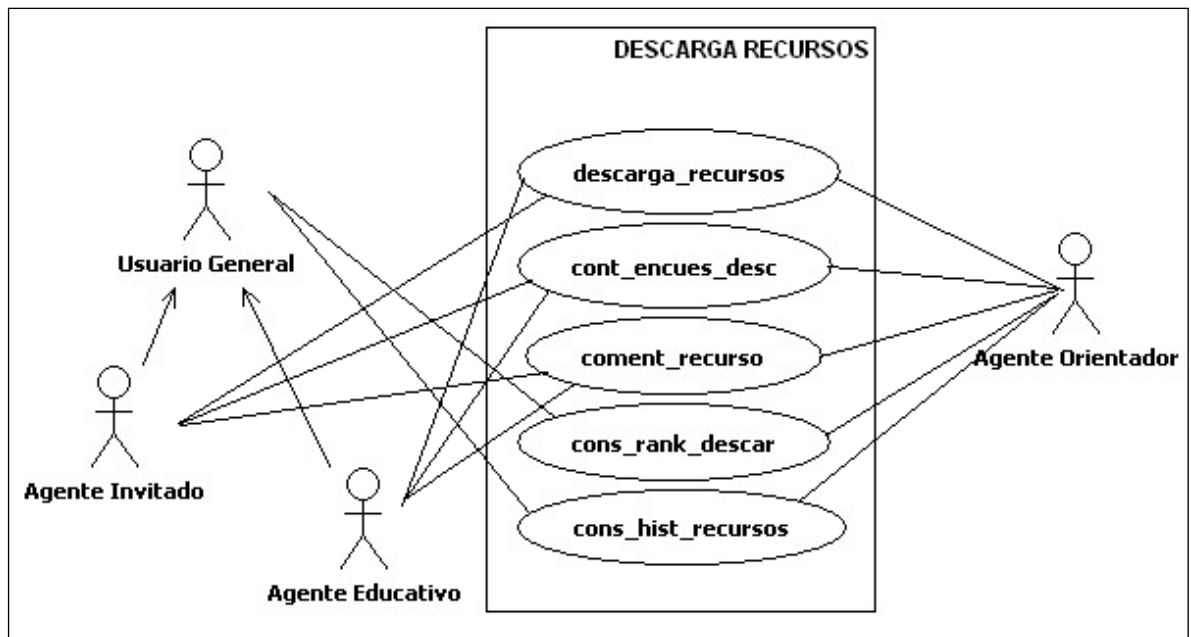 DESCARGA RECURSOS
descarga_recursos
Usuario General
cont_encues_desc
coment_recurso
Agente Orientador
cons_rank_descar
Agente Invitado
cons_hist_recursos
Agente Educativo